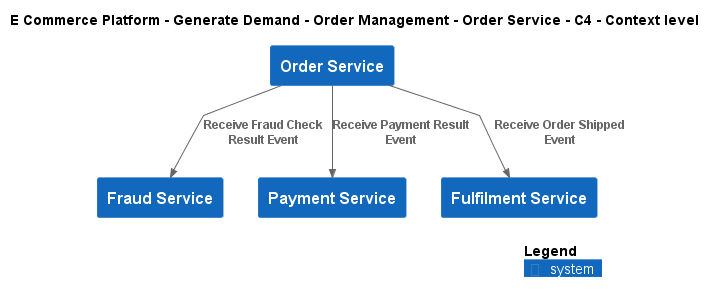 E Commerce Platform - Generate Demand - Order Management - Order Service - C4 - Context level
Order Service
Receive Fraud Check
Result Event
Receive Payment Result
Event
Receive Order Shipped
Event
Fraud Service
Payment Service
Fulfilment Service
Legend
system